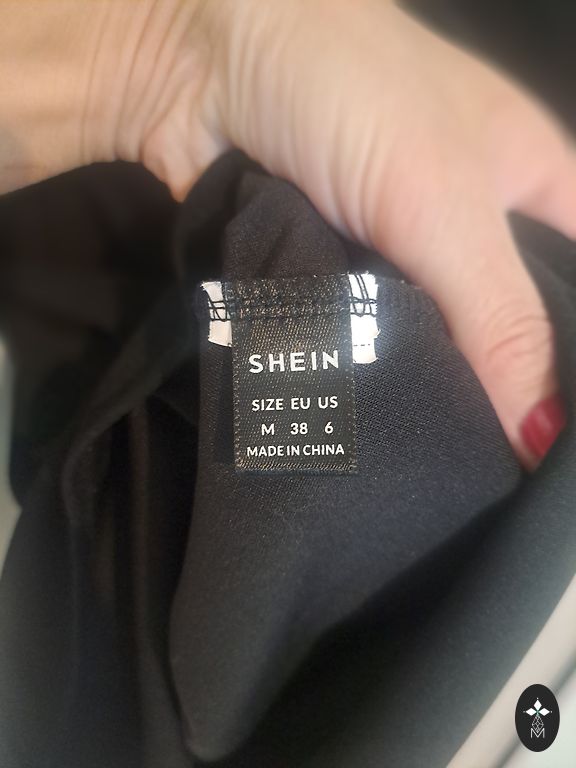 SHEIN
SIZE EU US
M 38 6
MADE IN CHINA
M